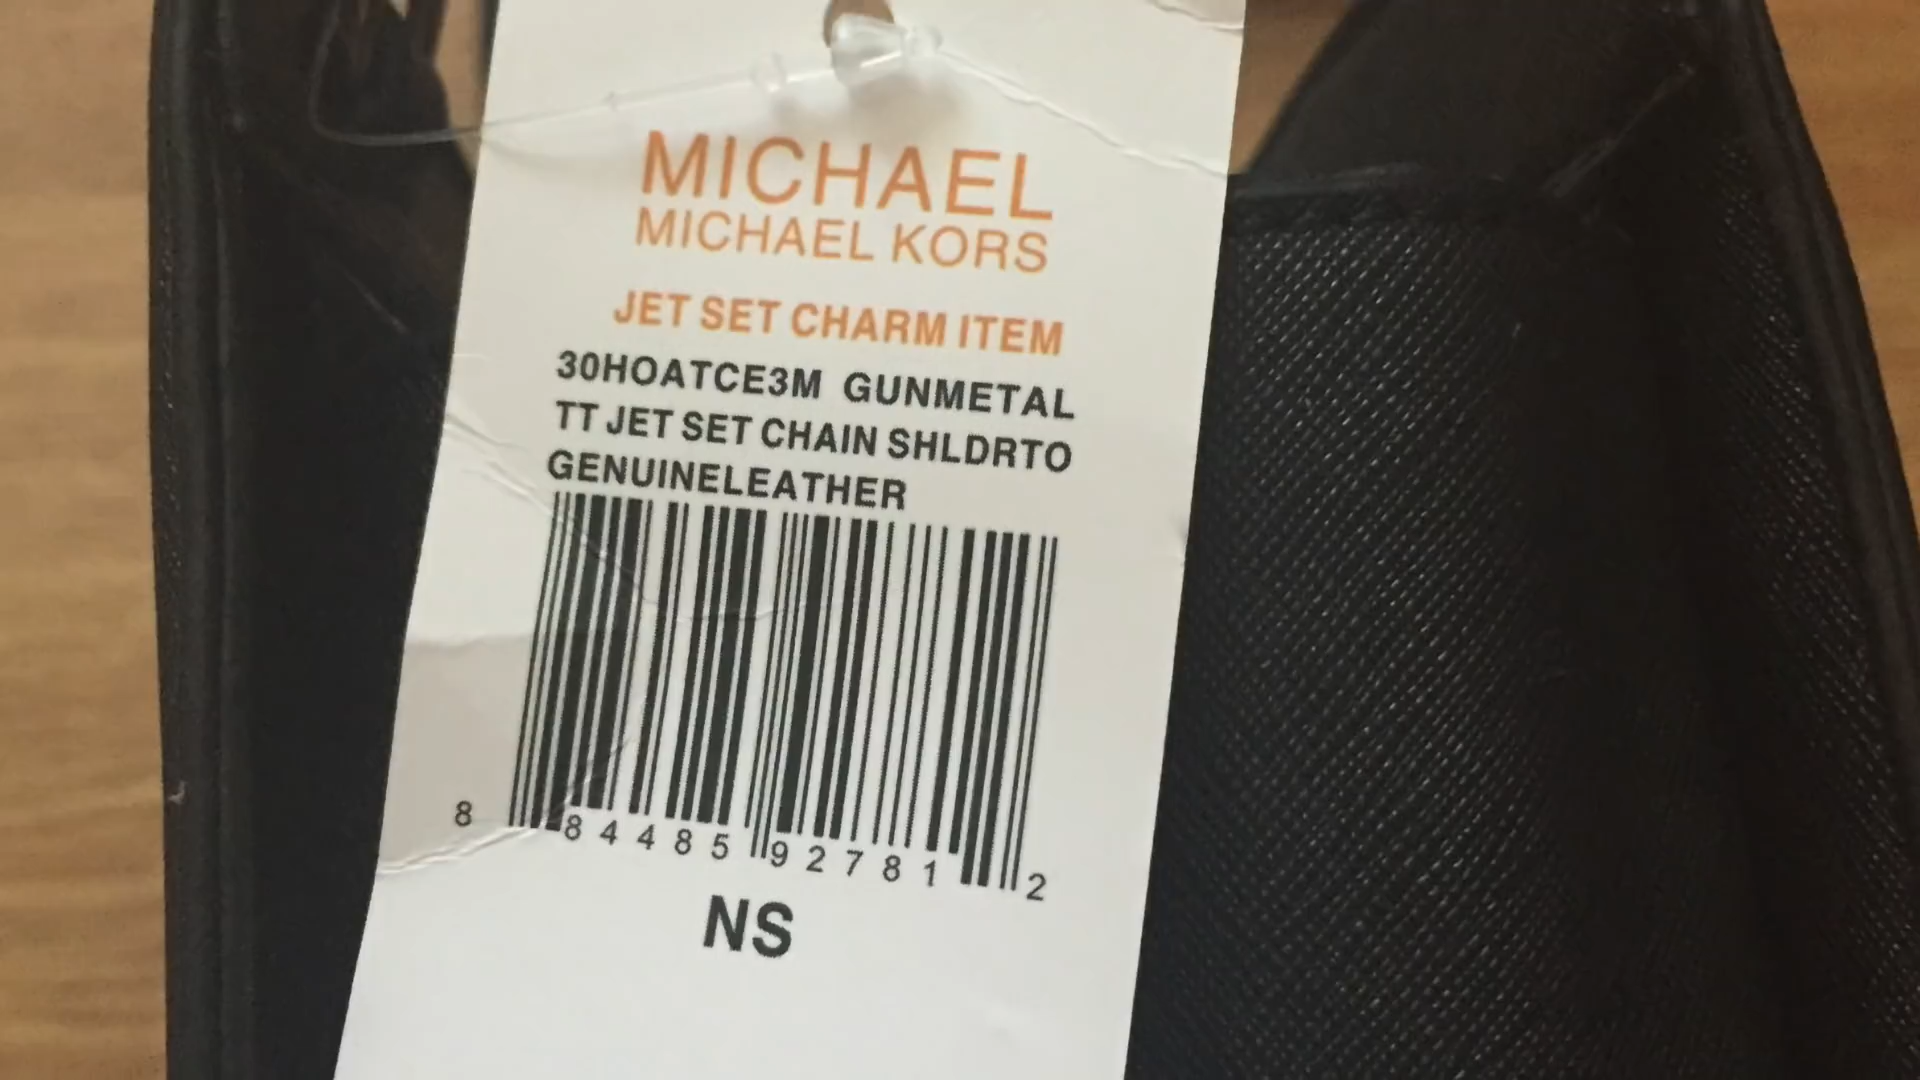 MICHAEL
MICHAEL KORS
JET SET CHARM ITEM
30HOATCE3M GUNMETAL
TT JET SET CHAIN SHLDRTO
GENUINELEATHER
8 84485 92781 2
NS